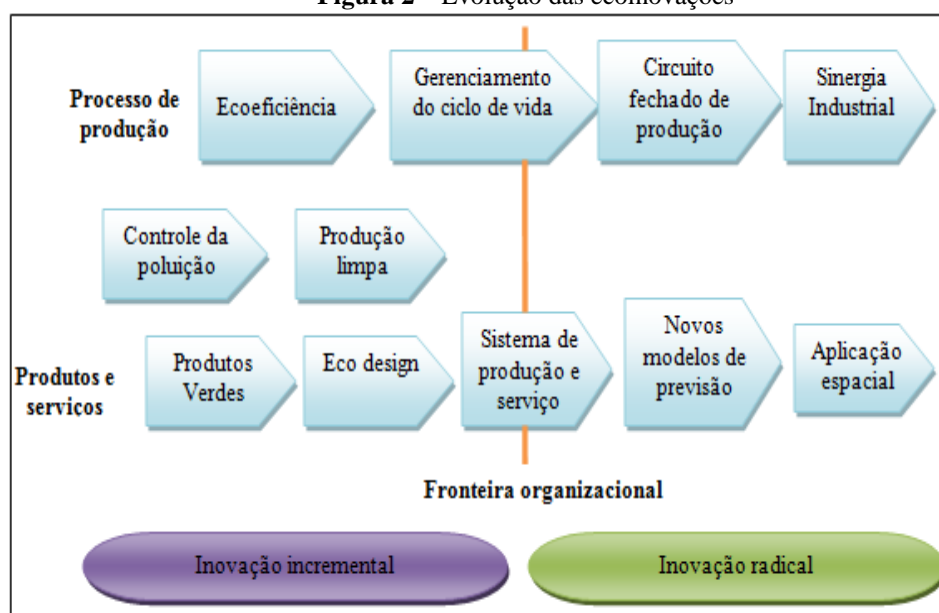 Figura 2 – Evolução das ecoinovações
Processo de
produção
Ecoeficiência
Gerenciamento
do ciclo de vida
Circuito
fechado de
produção
Sinergia
Industrial
Controle da
poluição
Produção
limpa
Produtos e
serviços
Produtos
Verdes
Eco design
Sistema de
produção e
serviço
Novos
modelos de
previsão
Aplicação
espacial
Fronteira organizacional
Inovação incremental
Inovação radical